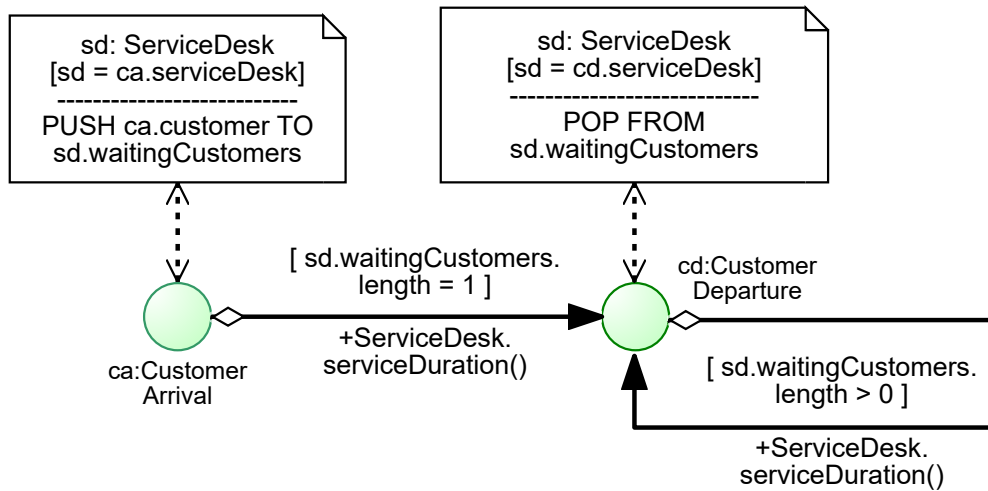 sd: ServiceDesk
[sd = ca.serviceDesk]
---------------------------
PUSH ca.customer TO
sd.waitingCustomers
sd: ServiceDesk
[sd = cd.serviceDesk]
----------------------------
POP FROM
sd.waitingCustomers
[ sd.waitingCustomers.
length = 1 ]
+ServiceDesk.
serviceDuration()
ca:Customer
Arrival
cd:Customer
Departure
[ sd.waitingCustomers.
length > 0 ]
+ServiceDesk.
serviceDuration()